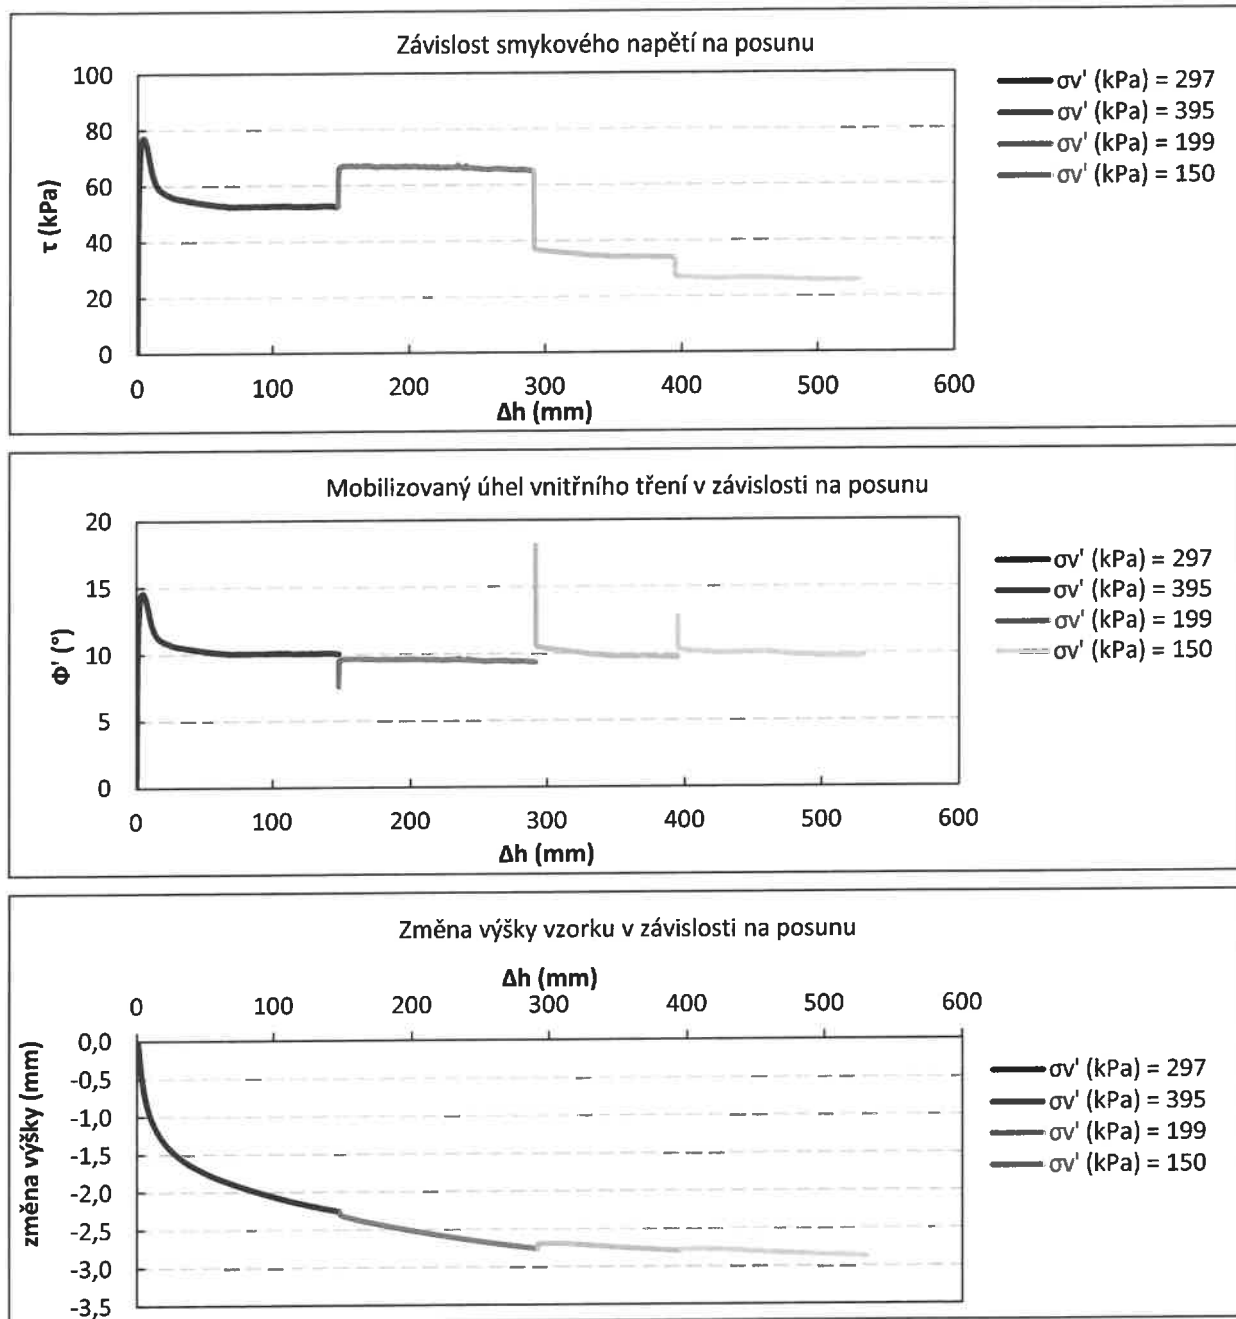 Závislost smykového napětí na posunu
100
80
60
40
20
0
τ (kPa)
0 100 200 300 400 500 600
Δh (mm)
σv' (kPa) = 297
σv' (kPa) = 395
σv' (kPa) = 199
σv' (kPa) = 150
Mobilizovaný úhel vnitřního tření v závislosti na posunu
20
15
10
5
0
Φ' (°)
0 100 200 300 400 500 600
Δh (mm)
σv' (kPa) = 297
σv' (kPa) = 395
σv' (kPa) = 199
σv' (kPa) = 150
Změna výšky vzorku v závislosti na posunu
Δh (mm)
0 100 200 300 400 500 600
0,0
-0,5
-1,0
-1,5
-2,0
-2,5
-3,0
-3,5
změna výšky (mm)
σv' (kPa) = 297
σv' (kPa) = 395
σv' (kPa) = 199
σv' (kPa) = 150